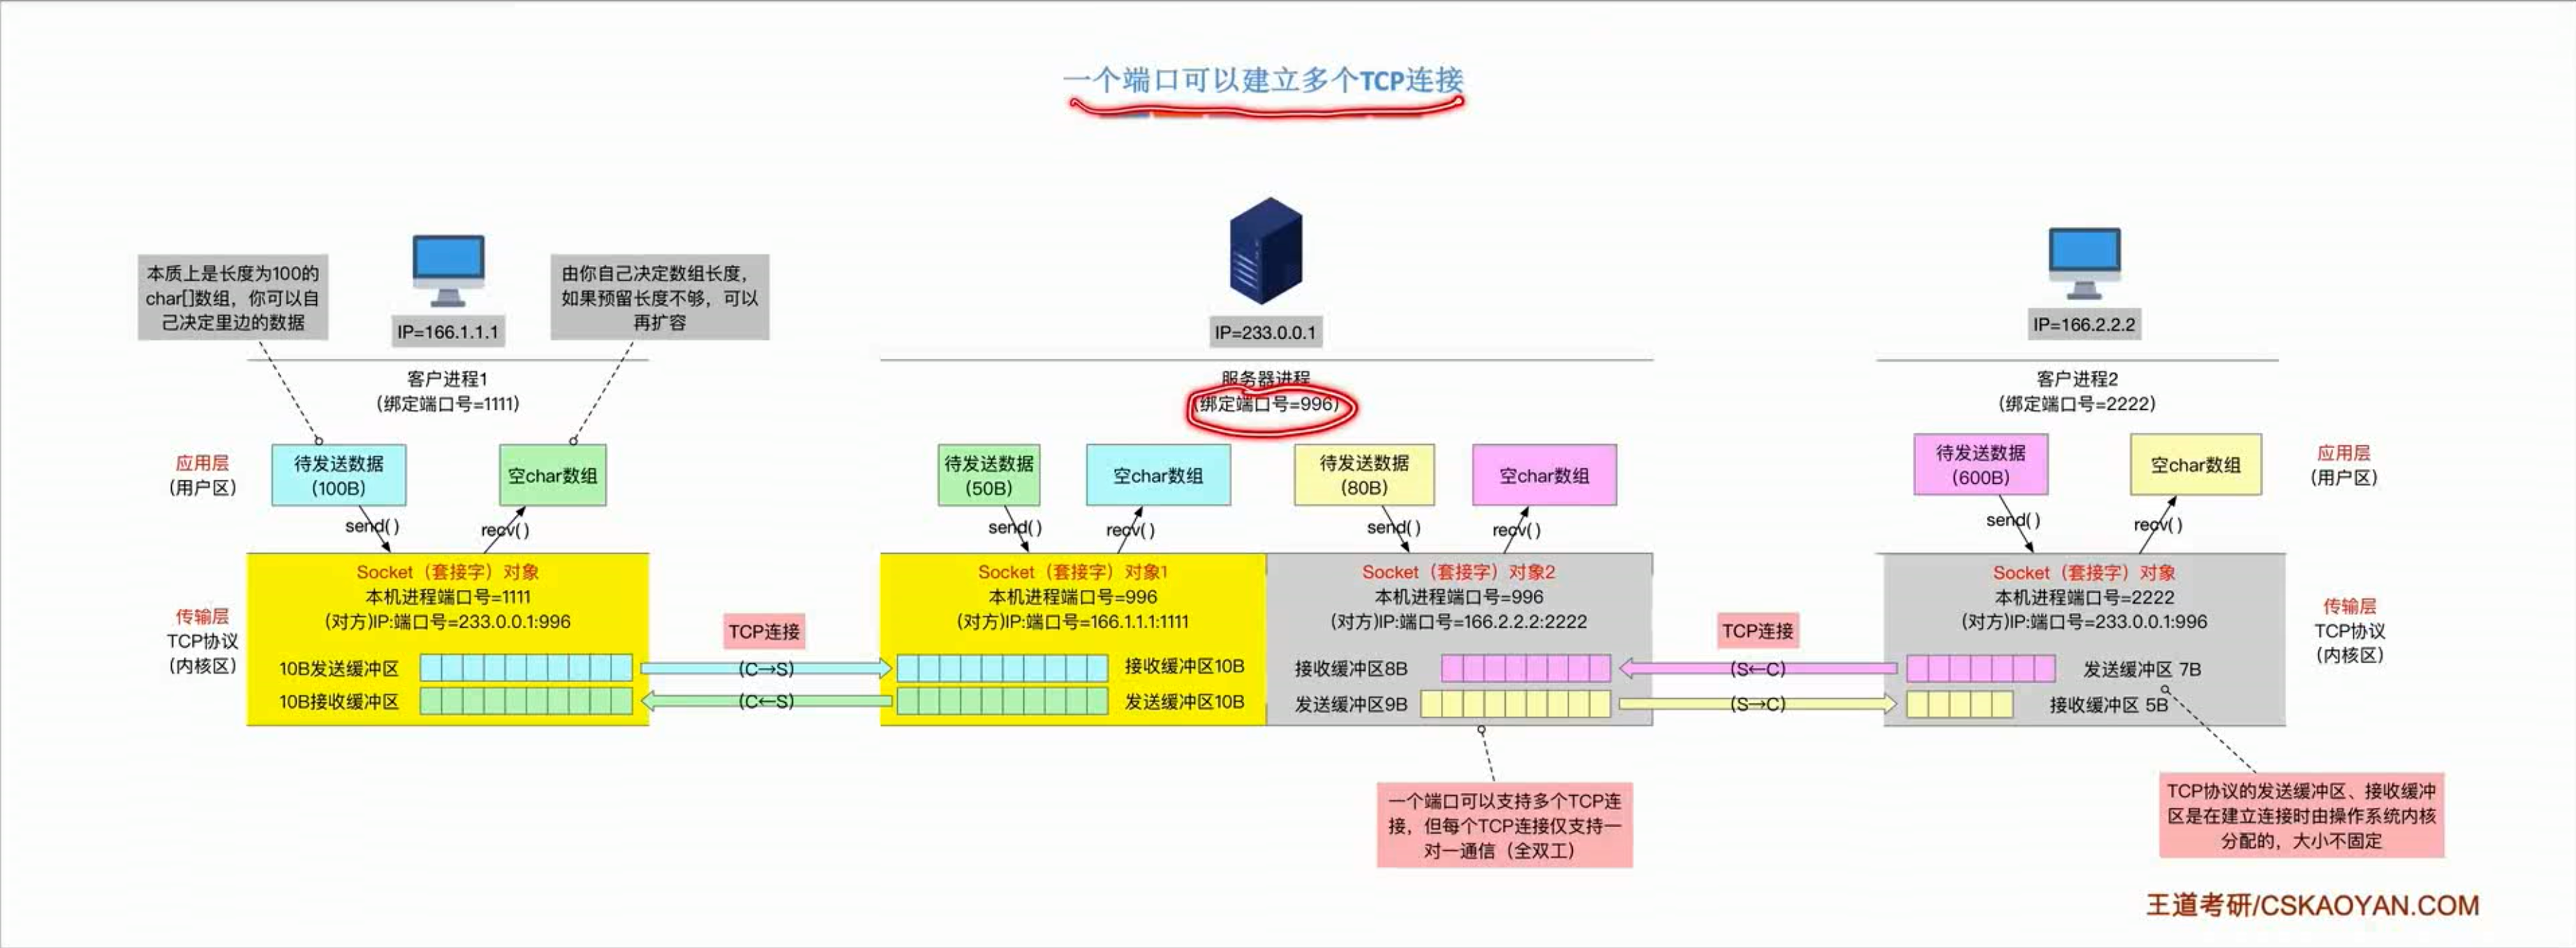 一个端口可以建立多个TCP连接
本质上是长度为100的
char[]数组，你可以自
己决定里边的数据
IP=166.1.1.1
由你自己决定数组长度，
如果预留长度不够，可以
再扩容
IP=233.0.0.1
IP=166.2.2.2
客户进程1
(绑定端口号=1111)
服务器进程
(绑定端口号=996)
客户进程2
(绑定端口号=2222)
应用层
(用户区)
待发送数据
(100B)
空char数组
待发送数据
(50B)
空char数组
待发送数据
(80B)
空char数组
待发送数据
(600B)
空char数组
应用层
(用户区)
send()
recv()
send()
recv()
send()
recv()
send()
recv()
传输层
TCP协议
(内核区)
Socket（套接字）对象
本机进程端口号=1111
(对方)IP:端口号=233.0.0.1:996
10B发送缓冲区
10B接收缓冲区
TCP连接
(C→S)
(C←S)
Socket（套接字）对象1
本机进程端口号=996
(对方)IP:端口号=166.1.1.1:1111
接收缓冲区10B
发送缓冲区10B
Socket（套接字）对象2
本机进程端口号=996
(对方)IP:端口号=166.2.2.2:2222
接收缓冲区8B
发送缓冲区9B
TCP连接
(S←C)
(S→C)
Socket（套接字）对象
本机进程端口号=2222
(对方)IP:端口号=233.0.0.1:996
发送缓冲区 7B
接收缓冲区 5B
传输层
TCP协议
(内核区)
一个端口可以支持多个TCP连
接，但每个TCP连接仅支持一
对一通信（全双工）
TCP协议的发送缓冲区、接收缓冲
区是在建立连接时由操作系统内核
分配的，大小不固定
王道考研/CSKAOYAN.COM